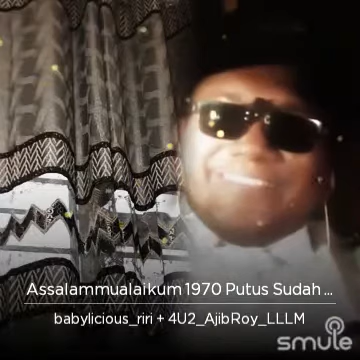 Assalammualaikum 1970 Putus Sudah ...
babylicious_riri + 4U2_AjibRoy_LLLM
smule